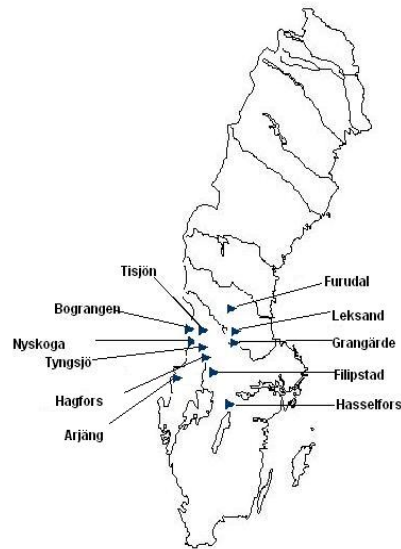 Tisjön
Furudal
Bograngen
Leksand
Nyskoga
Grangärde
Tyngsjö
Filipstad
Hagfors
Hasselfors
Arjäng